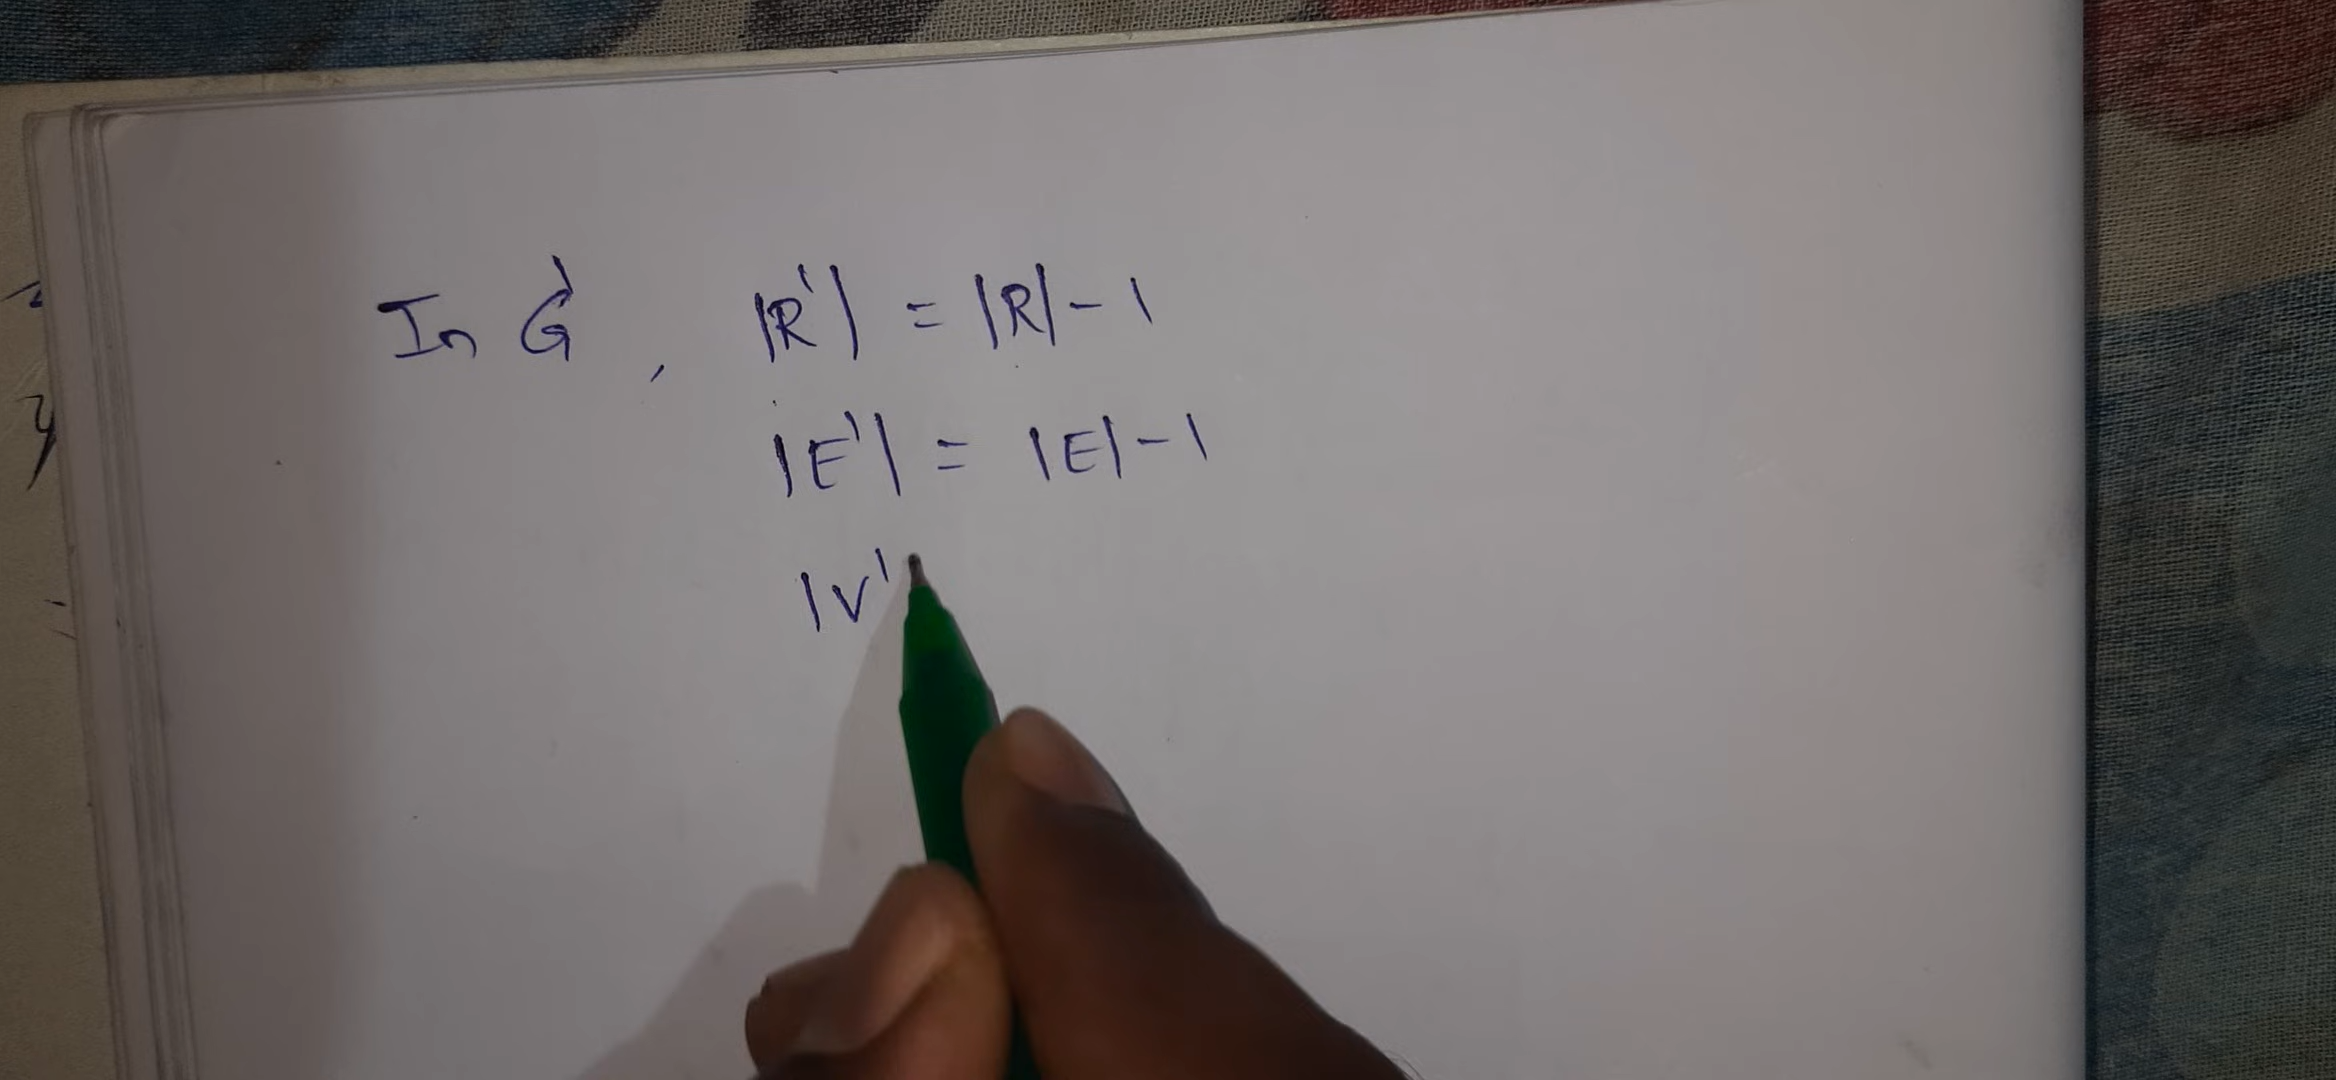 In G', |R'| = |R| - 1
|E'| = |E| - 1
|V'